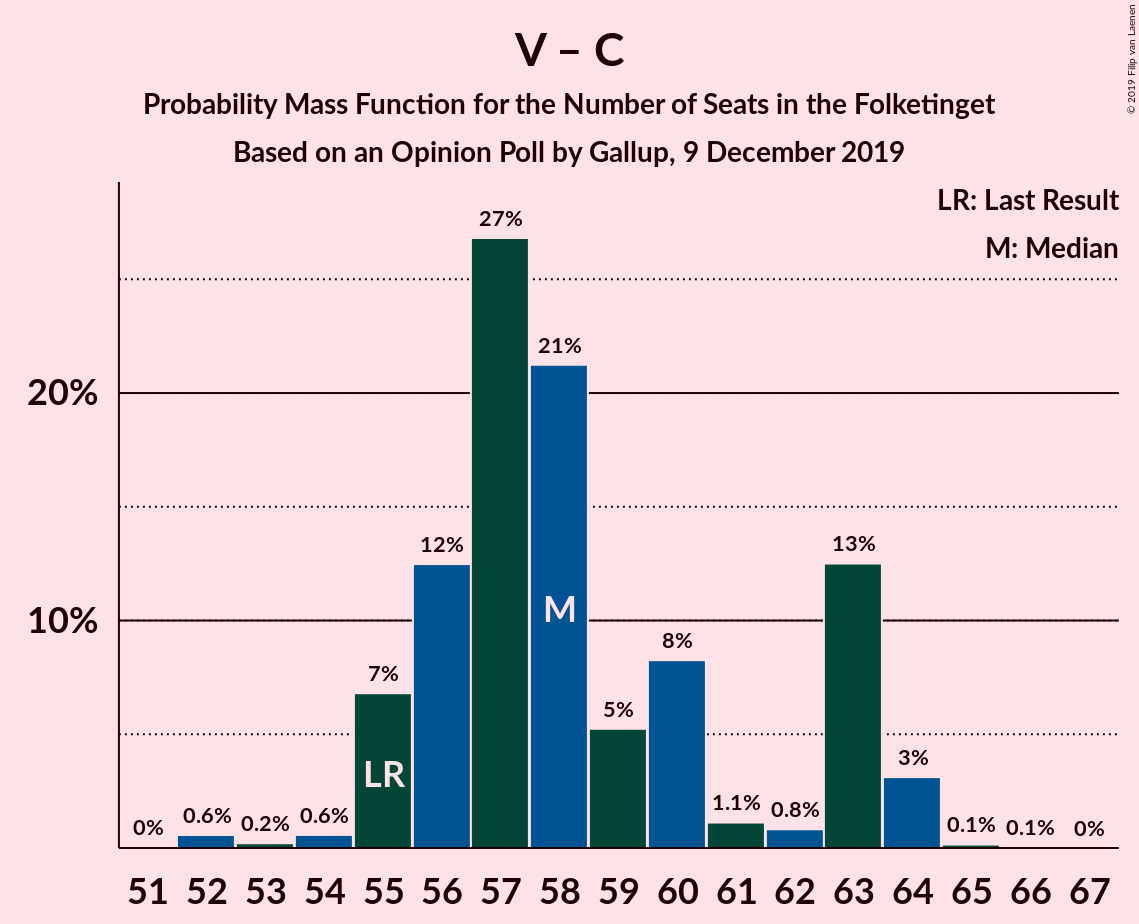 V – C
Probability Mass Function for the Number of Seats in the Folketinget
Based on an Opinion Poll by Gallup, 9 December 2019
© 2019 Filip van Laenen
LR: Last Result
M: Median
27%
21%
20%
12%
13%
M
10%
8%
7%
5%
LR
3%
0%
0.6%
0.2%
0.6%
1.1%
0.8%
0.1%
0.1%
0%
51 52 53 54 55 56 57 58 59 60 61 62 63 64 65 66 67